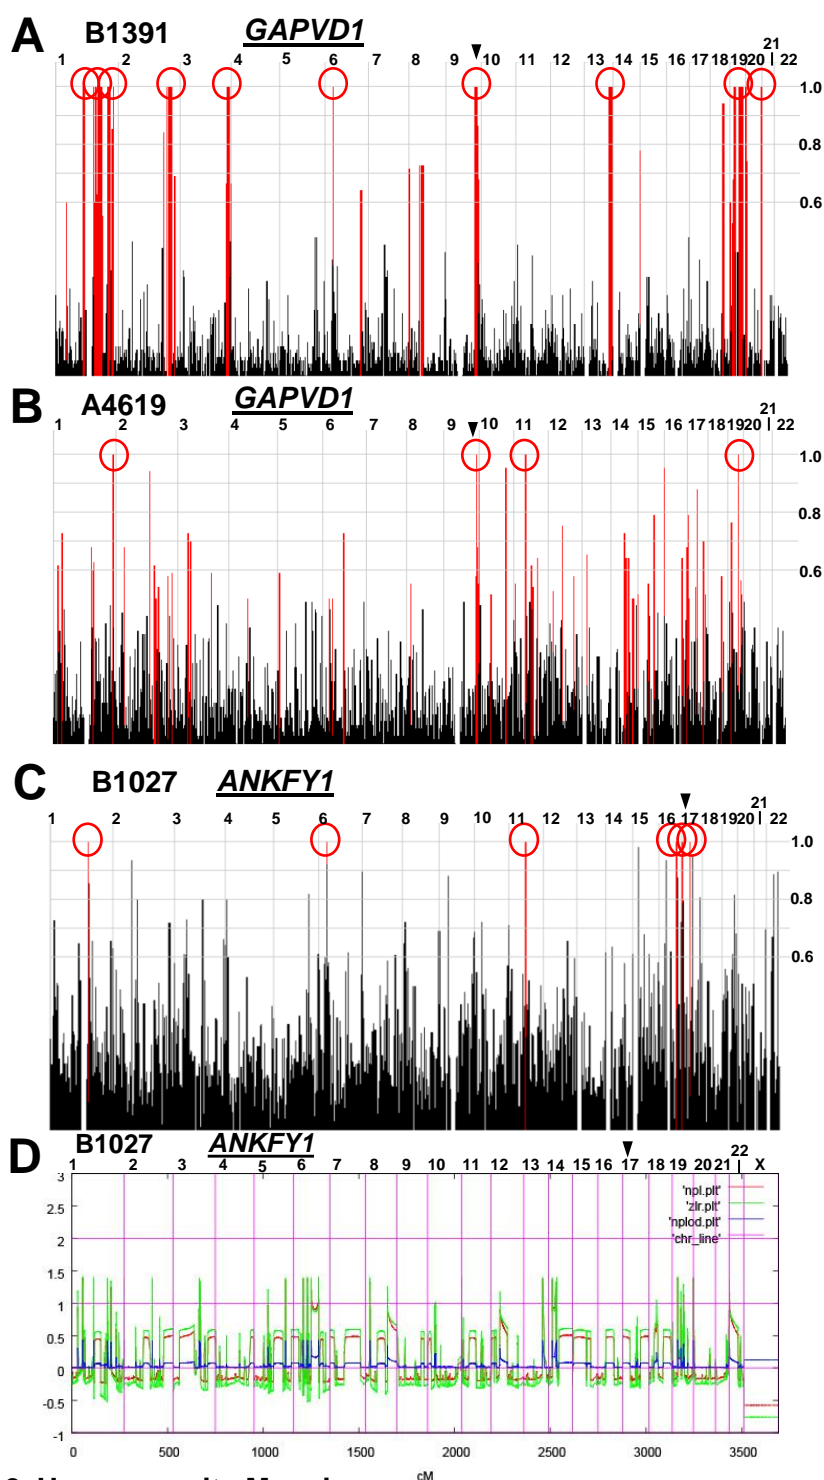 A B1391 GAPVD1
1 2 3 4 5 6 7 8 9 10 11 12 13 14 15 16 17 18 19 20 21 22
1.0
0.8
0.6
B A4619 GAPVD1
1 2 3 4 5 6 7 8 9 10 11 12 13 14 15 16 17 18 19 20 21 22
1.0
0.8
0.6
C B1027 ANKFY1
1 2 3 4 5 6 7 8 9 10 11 12 13 14 15 16 17 18 19 20 21 22
1.0
0.8
0.6
D B1027 ANKFY1
1 2 3 4 5 6 7 8 9 10 11 12 13 14 15 16 17 18 19 20 21 22 X
3
'npl.plt'
2.5
'zlr.plt'
'nplod.plt'
2
'chr_line'
1.5
1
0.5
0
-0.5
-1
0 500 1000 1500 2000 2500 3000 3500
cM